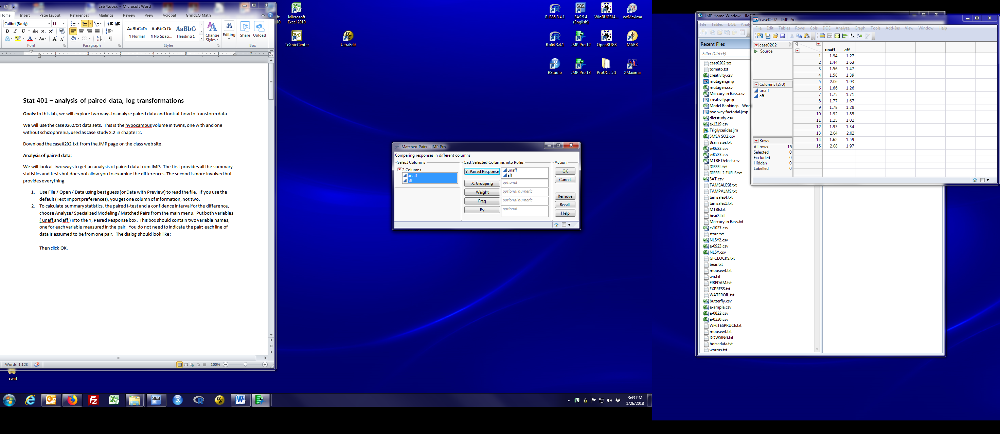 Lab 4.docx - Microsoft Word
Home Insert Page Layout References Mailings Review View Acrobat GrindEQ Math
Calibri (Body) 11
AaBbCcDc AaBbCcDc AaBbC
¶ Normal ¶ No Spaci... Heading 1
Change Styles Editing Share Upload
Font Paragraph Styles Box
1 2 3 4 5 6 7
Stat 401 – analysis of paired data, log transformations
Goals: In this lab, we will explore two ways to analyze paired data and look at how to transform data
We will use the case0202.txt data sets. This is the hypocampus volume in twins, one with and one
without schizophrenia, used as case study 2.2 in chapter 2.
Download the case0202.txt from the JMP page on the class web site.
Analysis of paired data:
We will look at two ways to get an analysis of paired data from JMP. The first provides all the summary
statistics and tests but does not allow you to examine the differences. The second is more involved but
provides everything.
1. Use File / Open / Data using best guess (or Data with Preview) to read the file. If you use the
default (Text import preferences), you get one column of information, not two.
2. To calculate summary statistics, the paired t-test and a confidence interval for the difference,
choose Analyze/ Specialized Modeling / Matched Pairs from the main menu. Put both variables
( unaff and aff ) into the Y, Paired Response box. This box should contain two variable names,
one for each variable measured in the pair. You do not need to indicate the pair; each line of
data is assumed to be from one pair. The dialog should look like:
Then click OK.
Words: 1,128 100%
swirl
Microsoft Excel 2010
TeXnicCenter
UltraEdit
R i386 3.4.1 SAS 9.4 (English) WinBUGS14... wxMaxima
R x64 3.4.1 JMP Pro 12 OpenBUGS MARK
RStudio JMP Pro 13 ProUCL 5.1 XMaxima
Matched Pairs - JMP Pro
Comparing responses in different columns
Select Columns
2 Columns
unaff
aff
Cast Selected Columns into Roles
Y, Paired Response unaff
aff
X, Grouping optional
Weight optional numeric
Freq optional numeric
By optional
Action
OK
Cancel
Remove
Recall
Help
3:43 PM
1/26/2018
JMP Home Window - JMP
File Tables DOE Analy
Recent Files
Filter (Ctrl+F)
case0202.txt
tomato.txt
creativity.csv
mutagen.jmp
mutagen.csv
Mercury in Bass.csv
creativity.jmp
Model Rankings - Woo
two way factorial.jmp
dietstudy.csv
ex1319.csv
Triglycerides.jrn
SMSA SO2.csv
Brain size.txt
ex0623.csv
ex0523.csv
MTBE Detect.csv
DIESEL.txt
DIESEL 2 FUELS.txt
SAT.csv
TAMSALES8.txt
TAMPALMS.txt
tamsales4.txt
tamsales1.txt
MTBE.txt
bear2.txt
Mercury in Bass.txt
ex1027.csv
store.txt
NLSY2.csv
ex0923.csv
NLSY.csv
GFCLOCKS.txt
bear.txt
mousewt.txt
wo.txt
FIREDAM.txt
EXPRESS.txt
WATEROIL.txt
butterfly.csv
example.csv
ex0822.csv
ex0330.csv
WHITESPRUCE.txt
mousewt.txt
DOWSING.txt
horsedata.txt
worms.txt
case0202 - JMP Pro
File Edit Tables Rows Cols DOE Analyze Graph Tools Add-Ins View Window Help
case0202
Source
Columns (2/0)
unaff
aff
Rows
All rows 15
Selected 0
Excluded 0
Hidden 0
Labelled 0
unaff aff
1 1.94 1.27
2 1.44 1.63
3 1.56 1.47
4 1.58 1.39
5 2.06 1.93
6 1.66 1.26
7 1.75 1.71
8 1.77 1.67
9 1.78 1.28
10 1.92 1.85
11 1.25 1.02
12 1.93 1.34
13 2.04 2.02
14 1.62 1.59
15 2.08 1.97